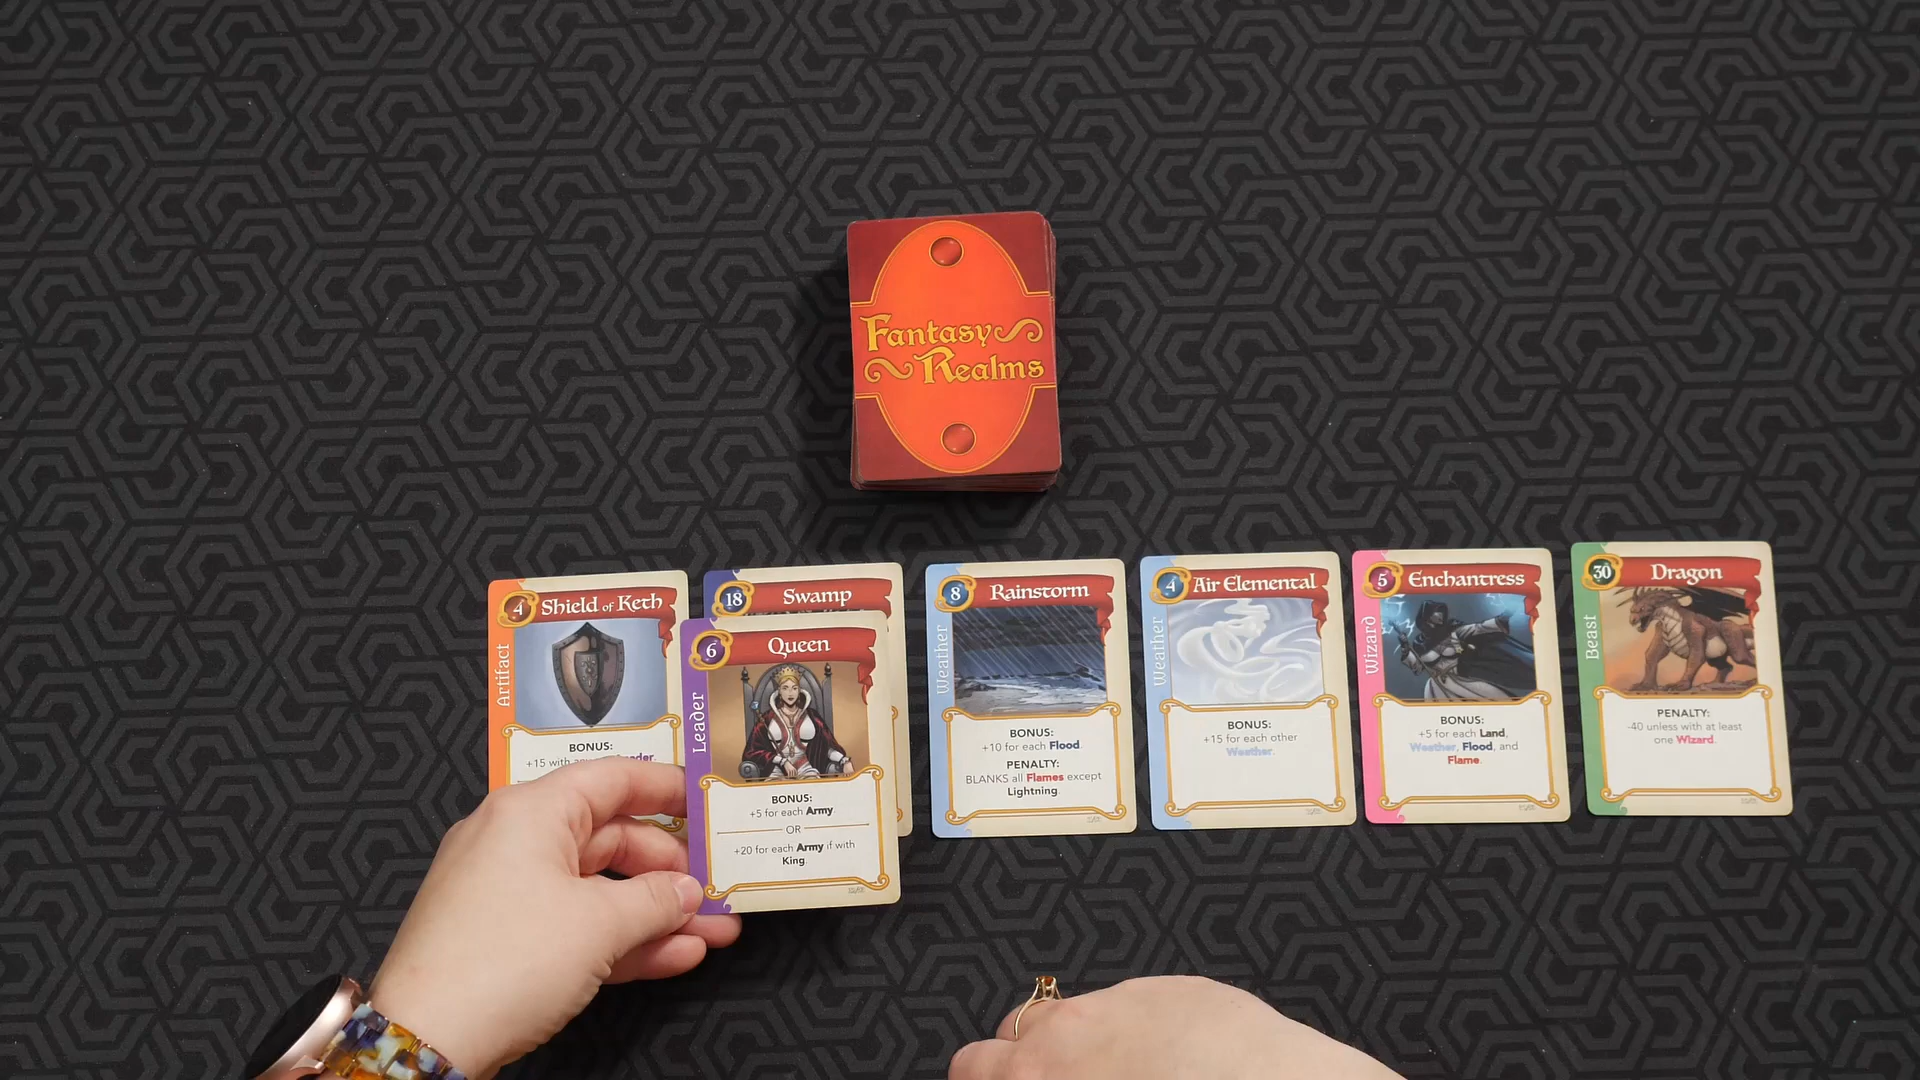 Fantasy
Realms
4
Shield of Keth
Artifact
BONUS:
+15 with
18
Swamp
6
Queen
Leader
BONUS:
+5 for each Army.
OR
+20 for each Army if with
King.
8
Rainstorm
Weather
BONUS:
+10 for each Flood.
PENALTY:
BLANKS all Flames except
Lightning.
4
Air Elemental
Weather
BONUS:
+15 for each other
Weather.
5
Enchantress
Wizard
BONUS:
+5 for each Land,
Weather, Flood, and
Flame.
30
Dragon
Beast
PENALTY:
-40 unless with at least
one Wizard.